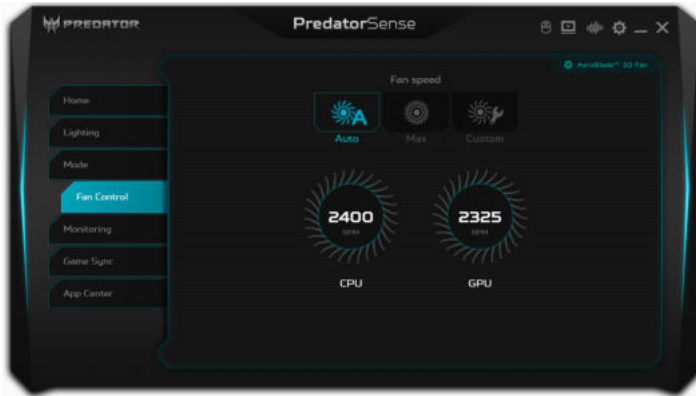 PREDATOR
PredatorSense
AeroBlade™ 3D Fan
Fan speed
Home
Lighting
Mode
Fan Control
Monitoring
Game Sync
App Center
A
Auto
Max
Custom
2400
RPM
2325
RPM
CPU
GPU